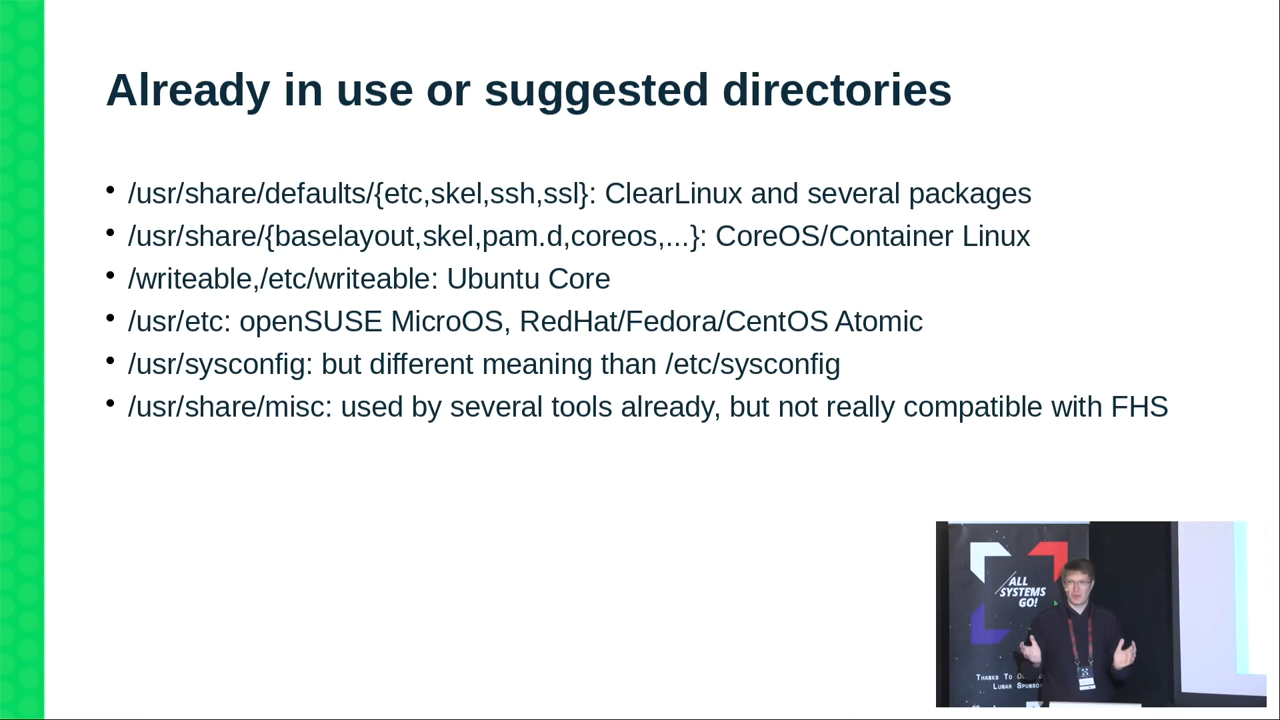 Already in use or suggested directories
• /usr/share/defaults/{etc,skel,ssh,ssl}: ClearLinux and several packages
• /usr/share/{baselayout,skel,pam.d,coreos,...}: CoreOS/Container Linux
• /writeable,/etc/writeable: Ubuntu Core
• /usr/etc: openSUSE MicroOS, RedHat/Fedora/CentOS Atomic
• /usr/sysconfig: but different meaning than /etc/sysconfig
• /usr/share/misc: used by several tools already, but not really compatible with FHS
ALL
SYSTEMS
GO!
Thanks To
Lunar